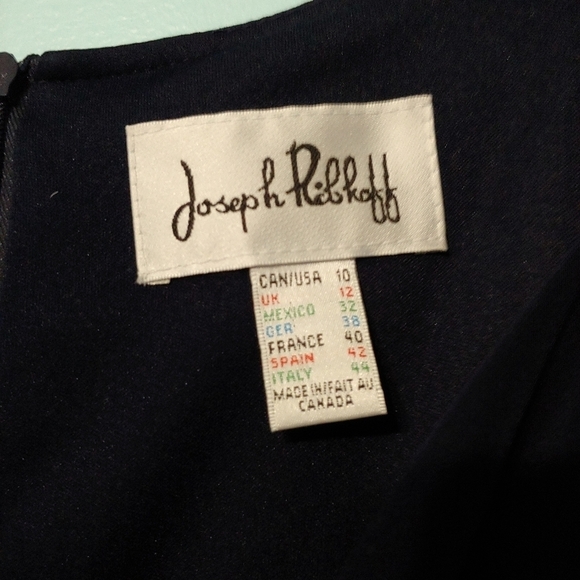 Joseph Ribkoff
CAN/USA 10
UK 12
MEXICO 32
GER 38
FRANCE 40
SPAIN 42
ITALY 44
MADE IN/FAIT AU
CANADA